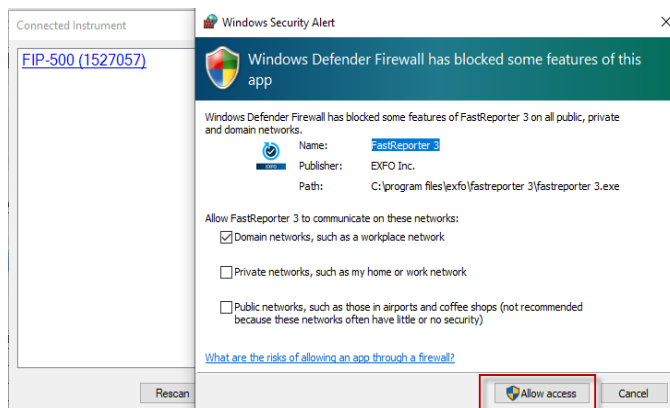 Connected Instrument
FIP-500 (1527057)
Rescan
Windows Security Alert
Windows Defender Firewall has blocked some features of this
app
Windows Defender Firewall has blocked some features of FastReporter 3 on all public, private
and domain networks.
EXFO
Name: FastReporter 3
Publisher: EXFO Inc.
Path: C:\program files\exfo\fastreporter 3\fastreporter 3.exe
Allow FastReporter 3 to communicate on these networks:
Domain networks, such as a workplace network
Private networks, such as my home or work network
Public networks, such as those in airports and coffee shops (not recommended
because these networks often have little or no security)
What are the risks of allowing an app through a firewall?
Allow access
Cancel